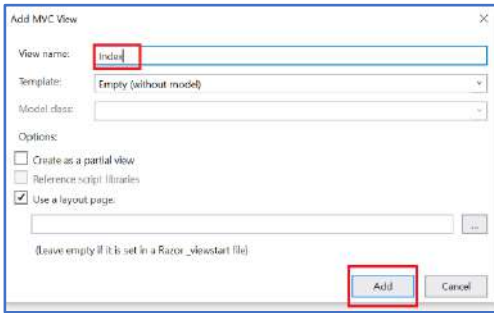 Add MVC View
View name: Index
Template: Empty (without model)
Model class:
Options:
Create as a partial view
Reference script libraries
Use a layout page:
...
(Leave empty if it is set in a Razor _viewstart file)
Add Cancel